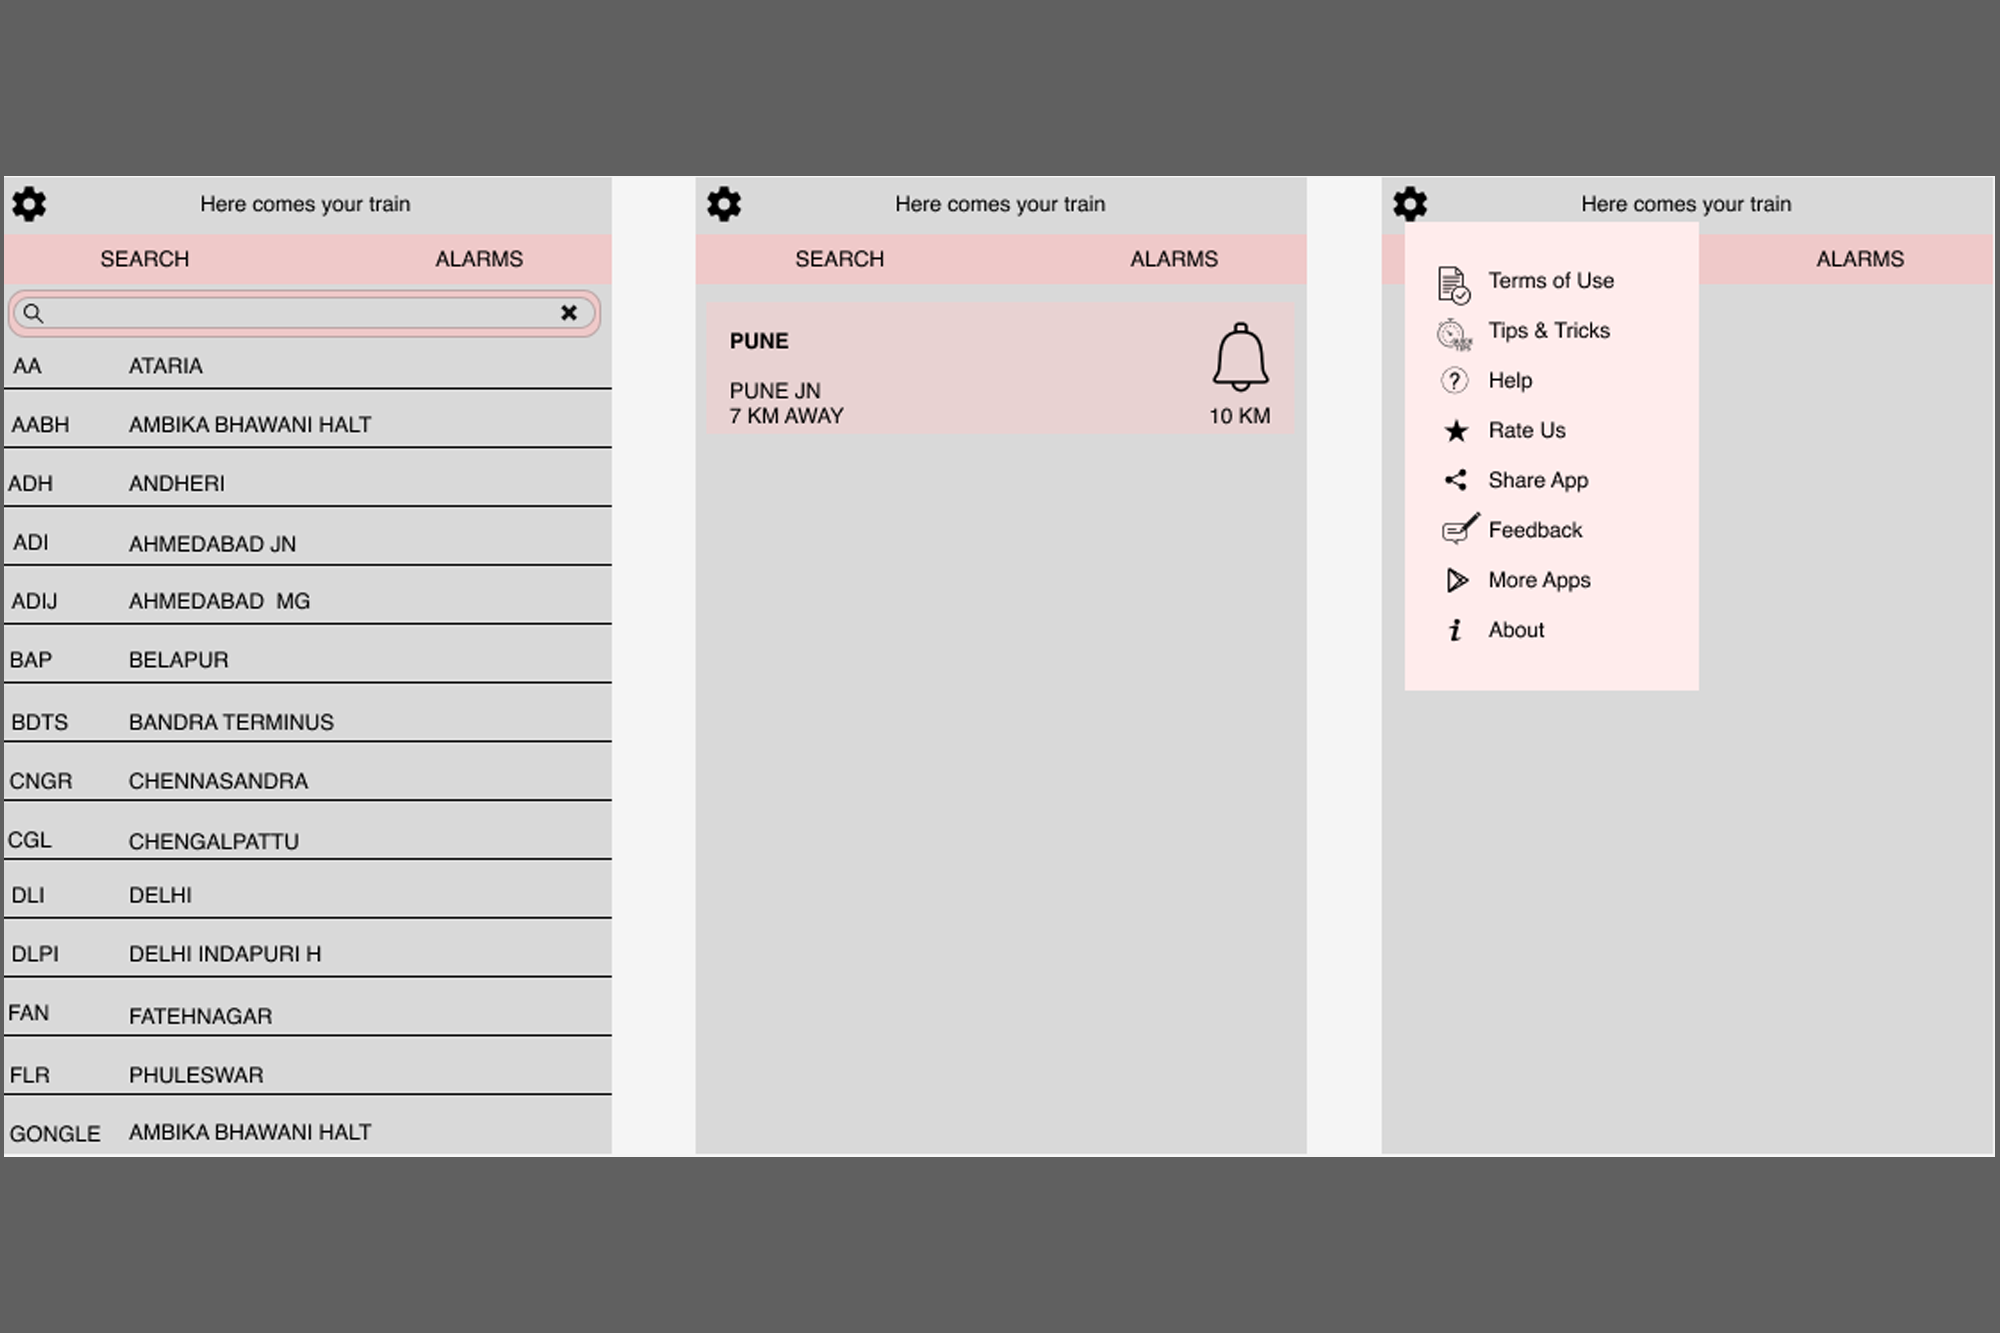 Here comes your train
SEARCH ALARMS
AA ATARIA
AABH AMBIKA BHAWANI HALT
ADH ANDHERI
ADI AHMEDABAD JN
ADIJ AHMEDABAD MG
BAP BELAPUR
BDTS BANDRA TERMINUS
CNGR CHENNASANDRA
CGL CHENGALPATTU
DLI DELHI
DLPI DELHI INDAPURI H
FAN FATEHNAGAR
FLR PHULESWAR
GONGLE AMBIKA BHAWANI HALT
Here comes your train
SEARCH ALARMS
PUNE
PUNE JN
7 KM AWAY 10 KM
Here comes your train
ALARMS
Terms of Use
Tips & Tricks
Help
Rate Us
Share App
Feedback
More Apps
About